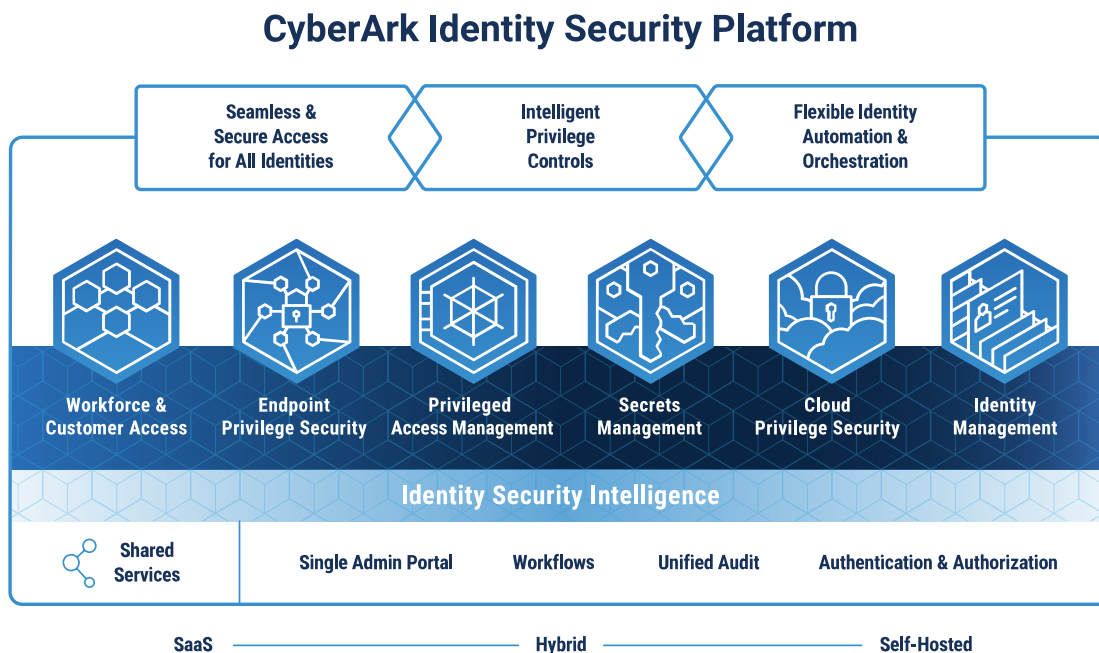 CyberArk Identity Security Platform
Seamless &
Secure Access
for All Identities
Intelligent
Privilege
Controls
Flexible Identity
Automation &
Orchestration
Workforce &
Customer Access
Endpoint
Privilege Security
Privileged
Access Management
Secrets
Management
Cloud
Privilege Security
Identity
Management
Identity Security Intelligence
Shared
Services
Single Admin Portal
Workflows
Unified Audit
Authentication & Authorization
SaaS
Hybrid
Self-Hosted